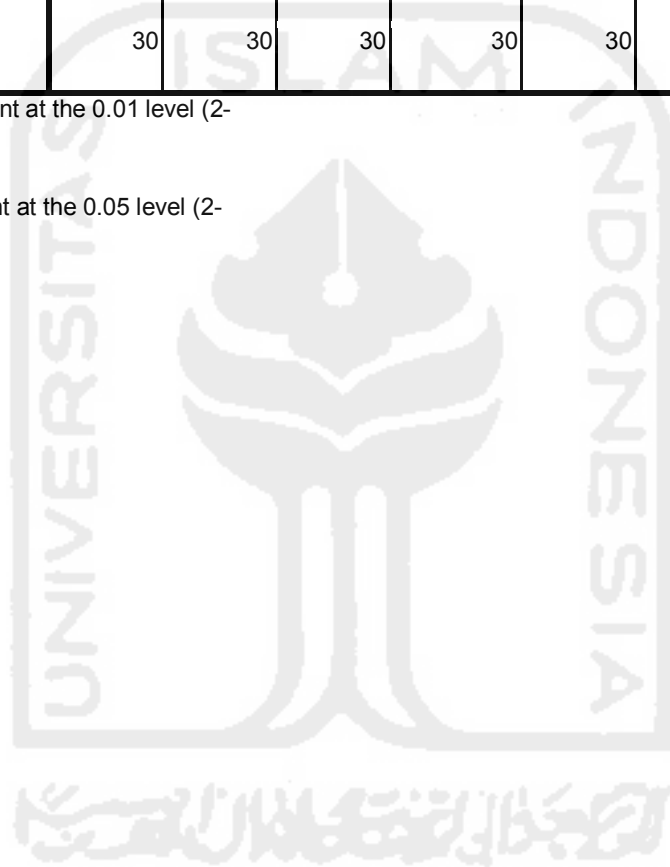 30 30 30 30 30
ISLAM
nt at the 0.01 level (2-
t at the 0.05 level (2-
UNIVERSITAS
INDONESIA